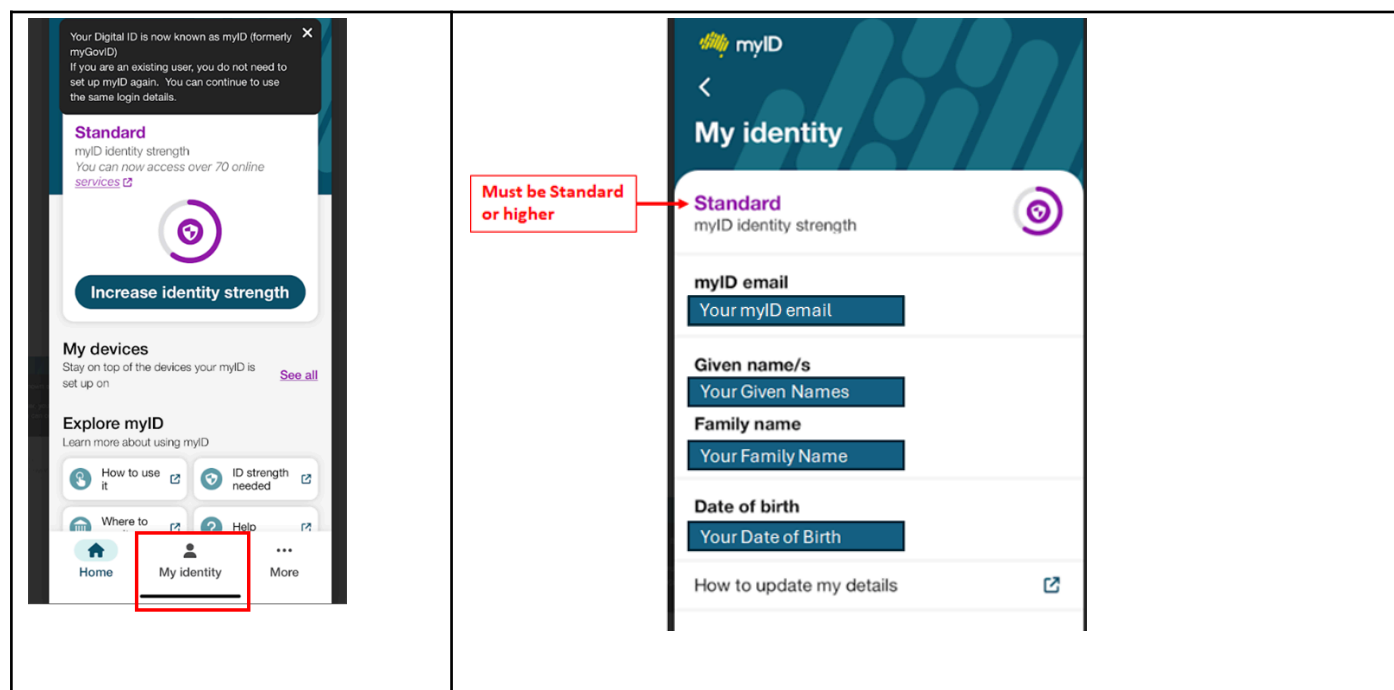 Your Digital ID is now known as myID (formerly
myGovID)
If you are an existing user, you do not need to
set up myID again. You can continue to use
the same login details.
Standard
myID identity strength
You can now access over 70 online
services
Increase identity strength
My devices
Stay on top of the devices your myID is
set up on
See all
Explore myID
Learn more about using myID
How to use
it
ID strength
needed
Where to
Help
Home
My identity
More
Must be Standard
or higher
myID
My identity
Standard
myID identity strength
myID email
Your myID email
Given name/s
Your Given Names
Family name
Your Family Name
Date of birth
Your Date of Birth
How to update my details